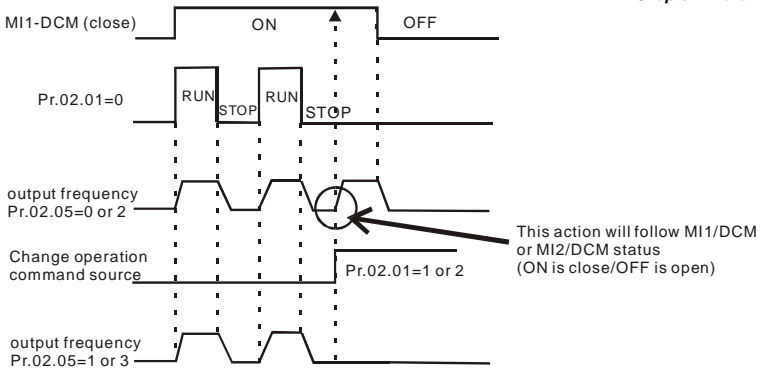 MI1-DCM (close)
ON
OFF
Pr.02.01=0
RUN
STOP
RUN
STOP
output frequency
Pr.02.05=0 or 2
This action will follow MI1/DCM
or MI2/DCM status
(ON is close/OFF is open)
Change operation
command source
Pr.02.01=1 or 2
output frequency
Pr.02.05=1 or 3